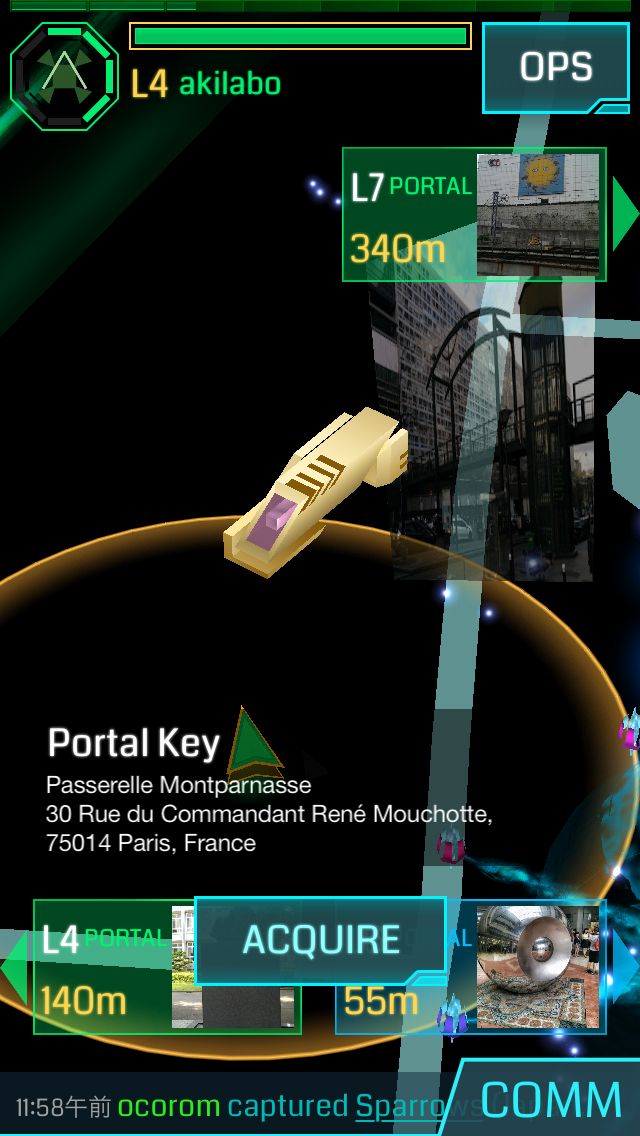 L4 akilabo
OPS
L7 PORTAL
340m
Portal Key
Passerelle Montparnasse
30 Rue du Commandant René Mouchotte,
75014 Paris, France
L4 PORTAL
140m
ACQUIRE
55m
11:58午前 ocorom captured Sparrows
COMM